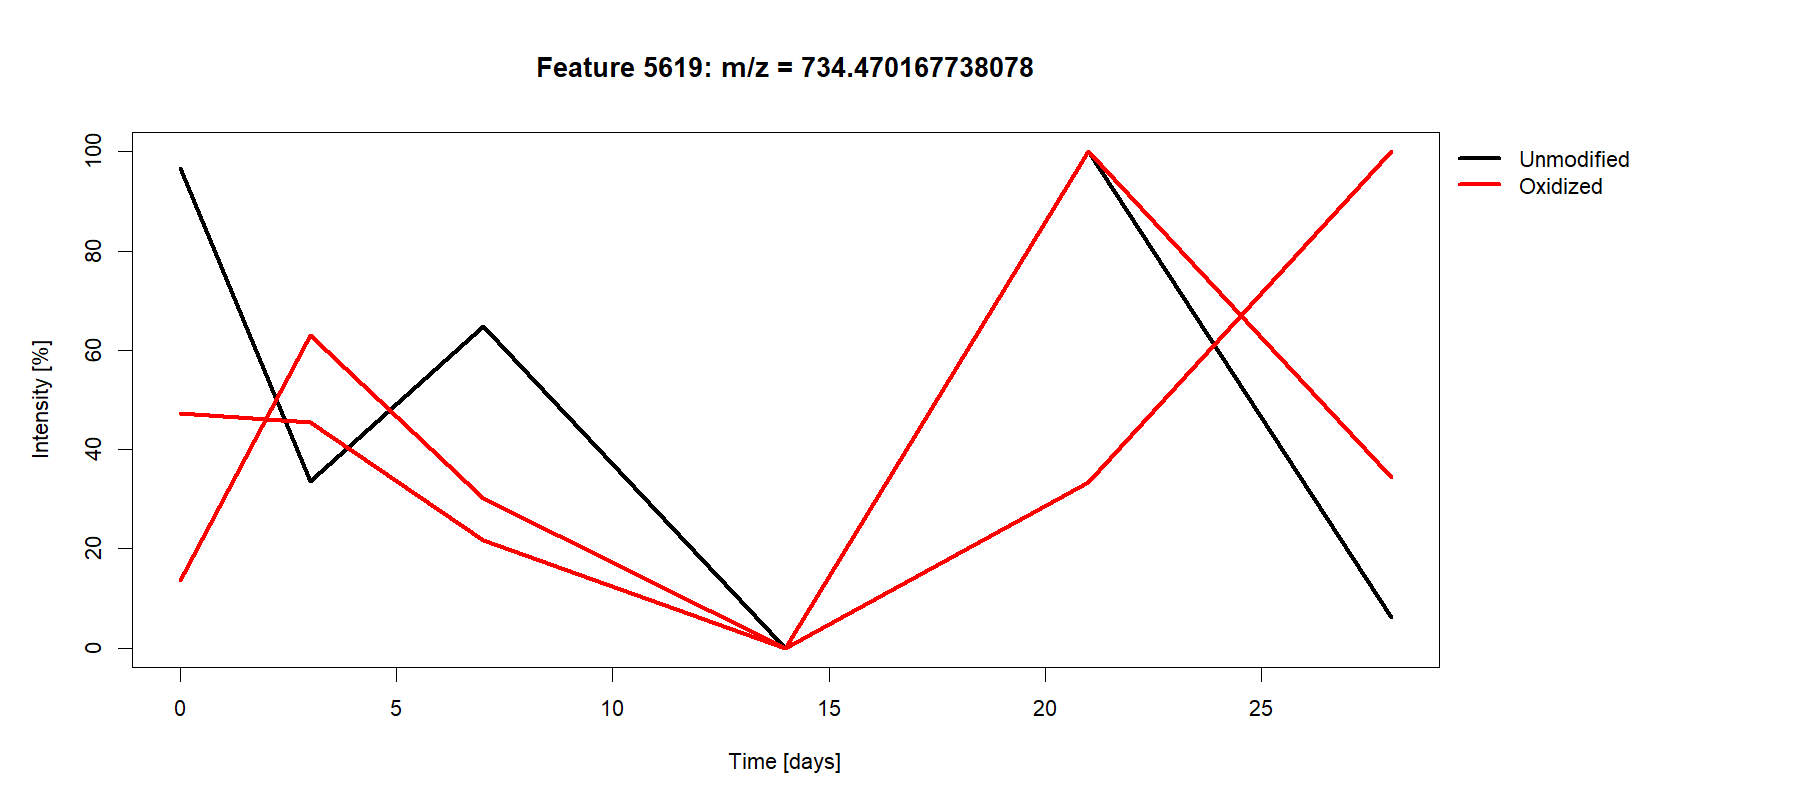 Feature 5619: m/z = 734.470167738078
Unmodified
Oxidized
Intensity [%]
100
80
60
40
20
0
0 5 10 15 20 25
Time [days]